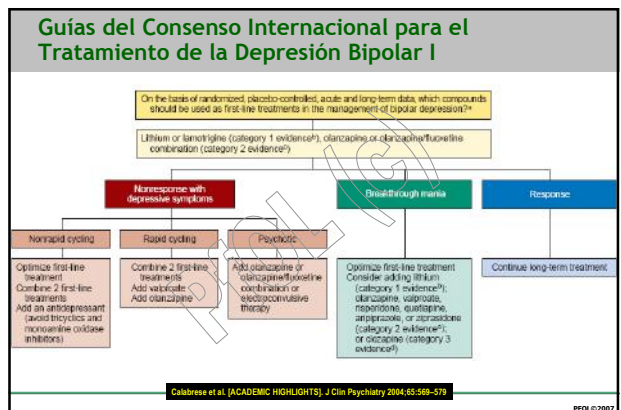 Guías del Consenso Internacional para el
Tratamiento de la Depresión Bipolar I
On the basis of randomized, placebo-controlled, acute and long-term data, which compounds
should be used as first-line treatments in the management of bipolar depression?ᵃ
Lithium or lamotrigine (category 1 evidenceᵇ), olanzapine or olanzapine/fluoxetine
combination (category 2 evidenceᶜ)
Nonresponse with
depressive symptoms
Breakthrough mania
Response
Nonrapid cycling
Rapid cycling
Psychotic
Optimize first-line
treatment
Combine 2 first-line
treatments
Add an antidepressant
(avoid tricyclics and
monoamine oxidase
inhibitors)
Combine 2 first-line
treatments
Add valproate
Add olanzapine
Add olanzapine or
olanzapine/fluoxetine
combination or
electroconvulsive
therapy
Optimize first-line treatment
Consider adding lithium
(category 1 evidenceᵇ);
olanzapine, valproate,
risperidone, quetiapine,
aripiprazole, or ziprasidone
(category 2 evidenceᶜ);
or clozapine (category 3
evidenceᵈ)
Continue long-term treatment
PFOL (c)
Calabrese et al. [ACADEMIC HIGHLIGHTS]. J Clin Psychiatry 2004;65:569–579
PFOL©2007